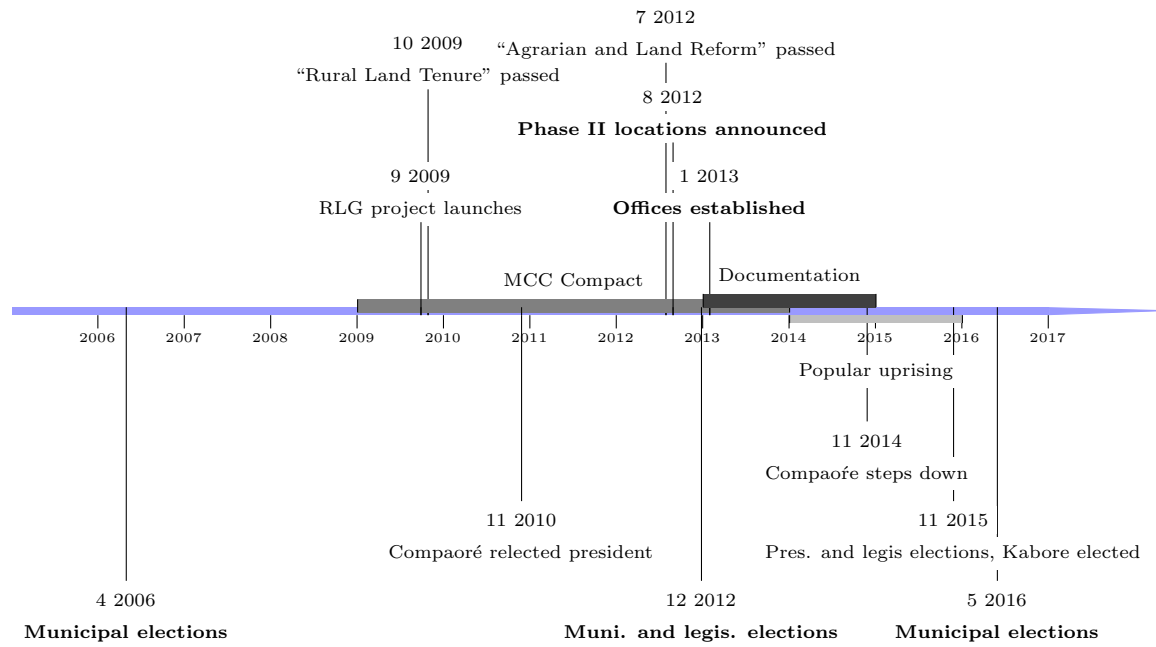 7 2012
“Agrarian and Land Reform” passed
10 2009
“Rural Land Tenure” passed
8 2012
Phase II locations announced
9 2009
RLG project launches
1 2013
Offices established
MCC Compact
Documentation
2006 2007 2008 2009 2010 2011 2012 2013 2014 2015 2016 2017
Popular uprising
11 2014
Compaoŕe steps down
11 2010
Compaoré relected president
11 2015
Pres. and legis elections, Kabore elected
4 2006
Municipal elections
12 2012
Muni. and legis. elections
5 2016
Municipal elections